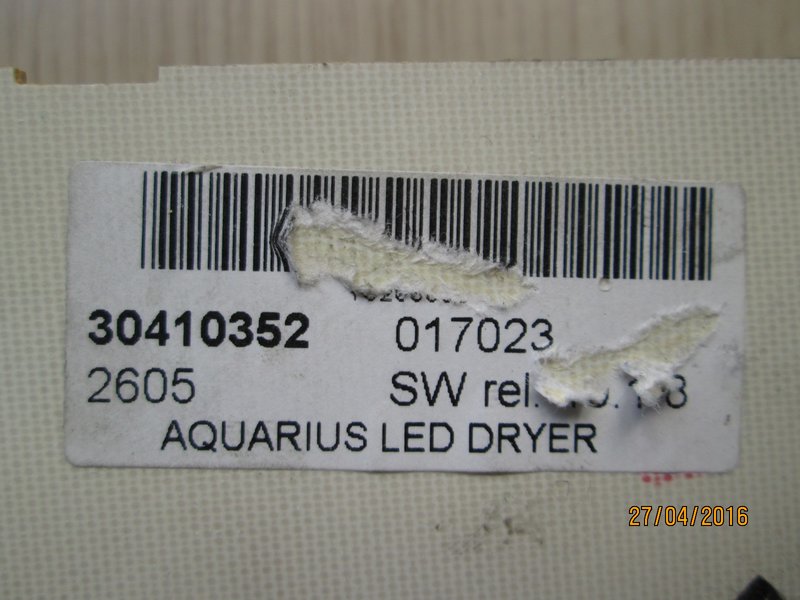 30410352 017023
2605 SW rel.
AQUARIUS LED DRYER
27/04/2016